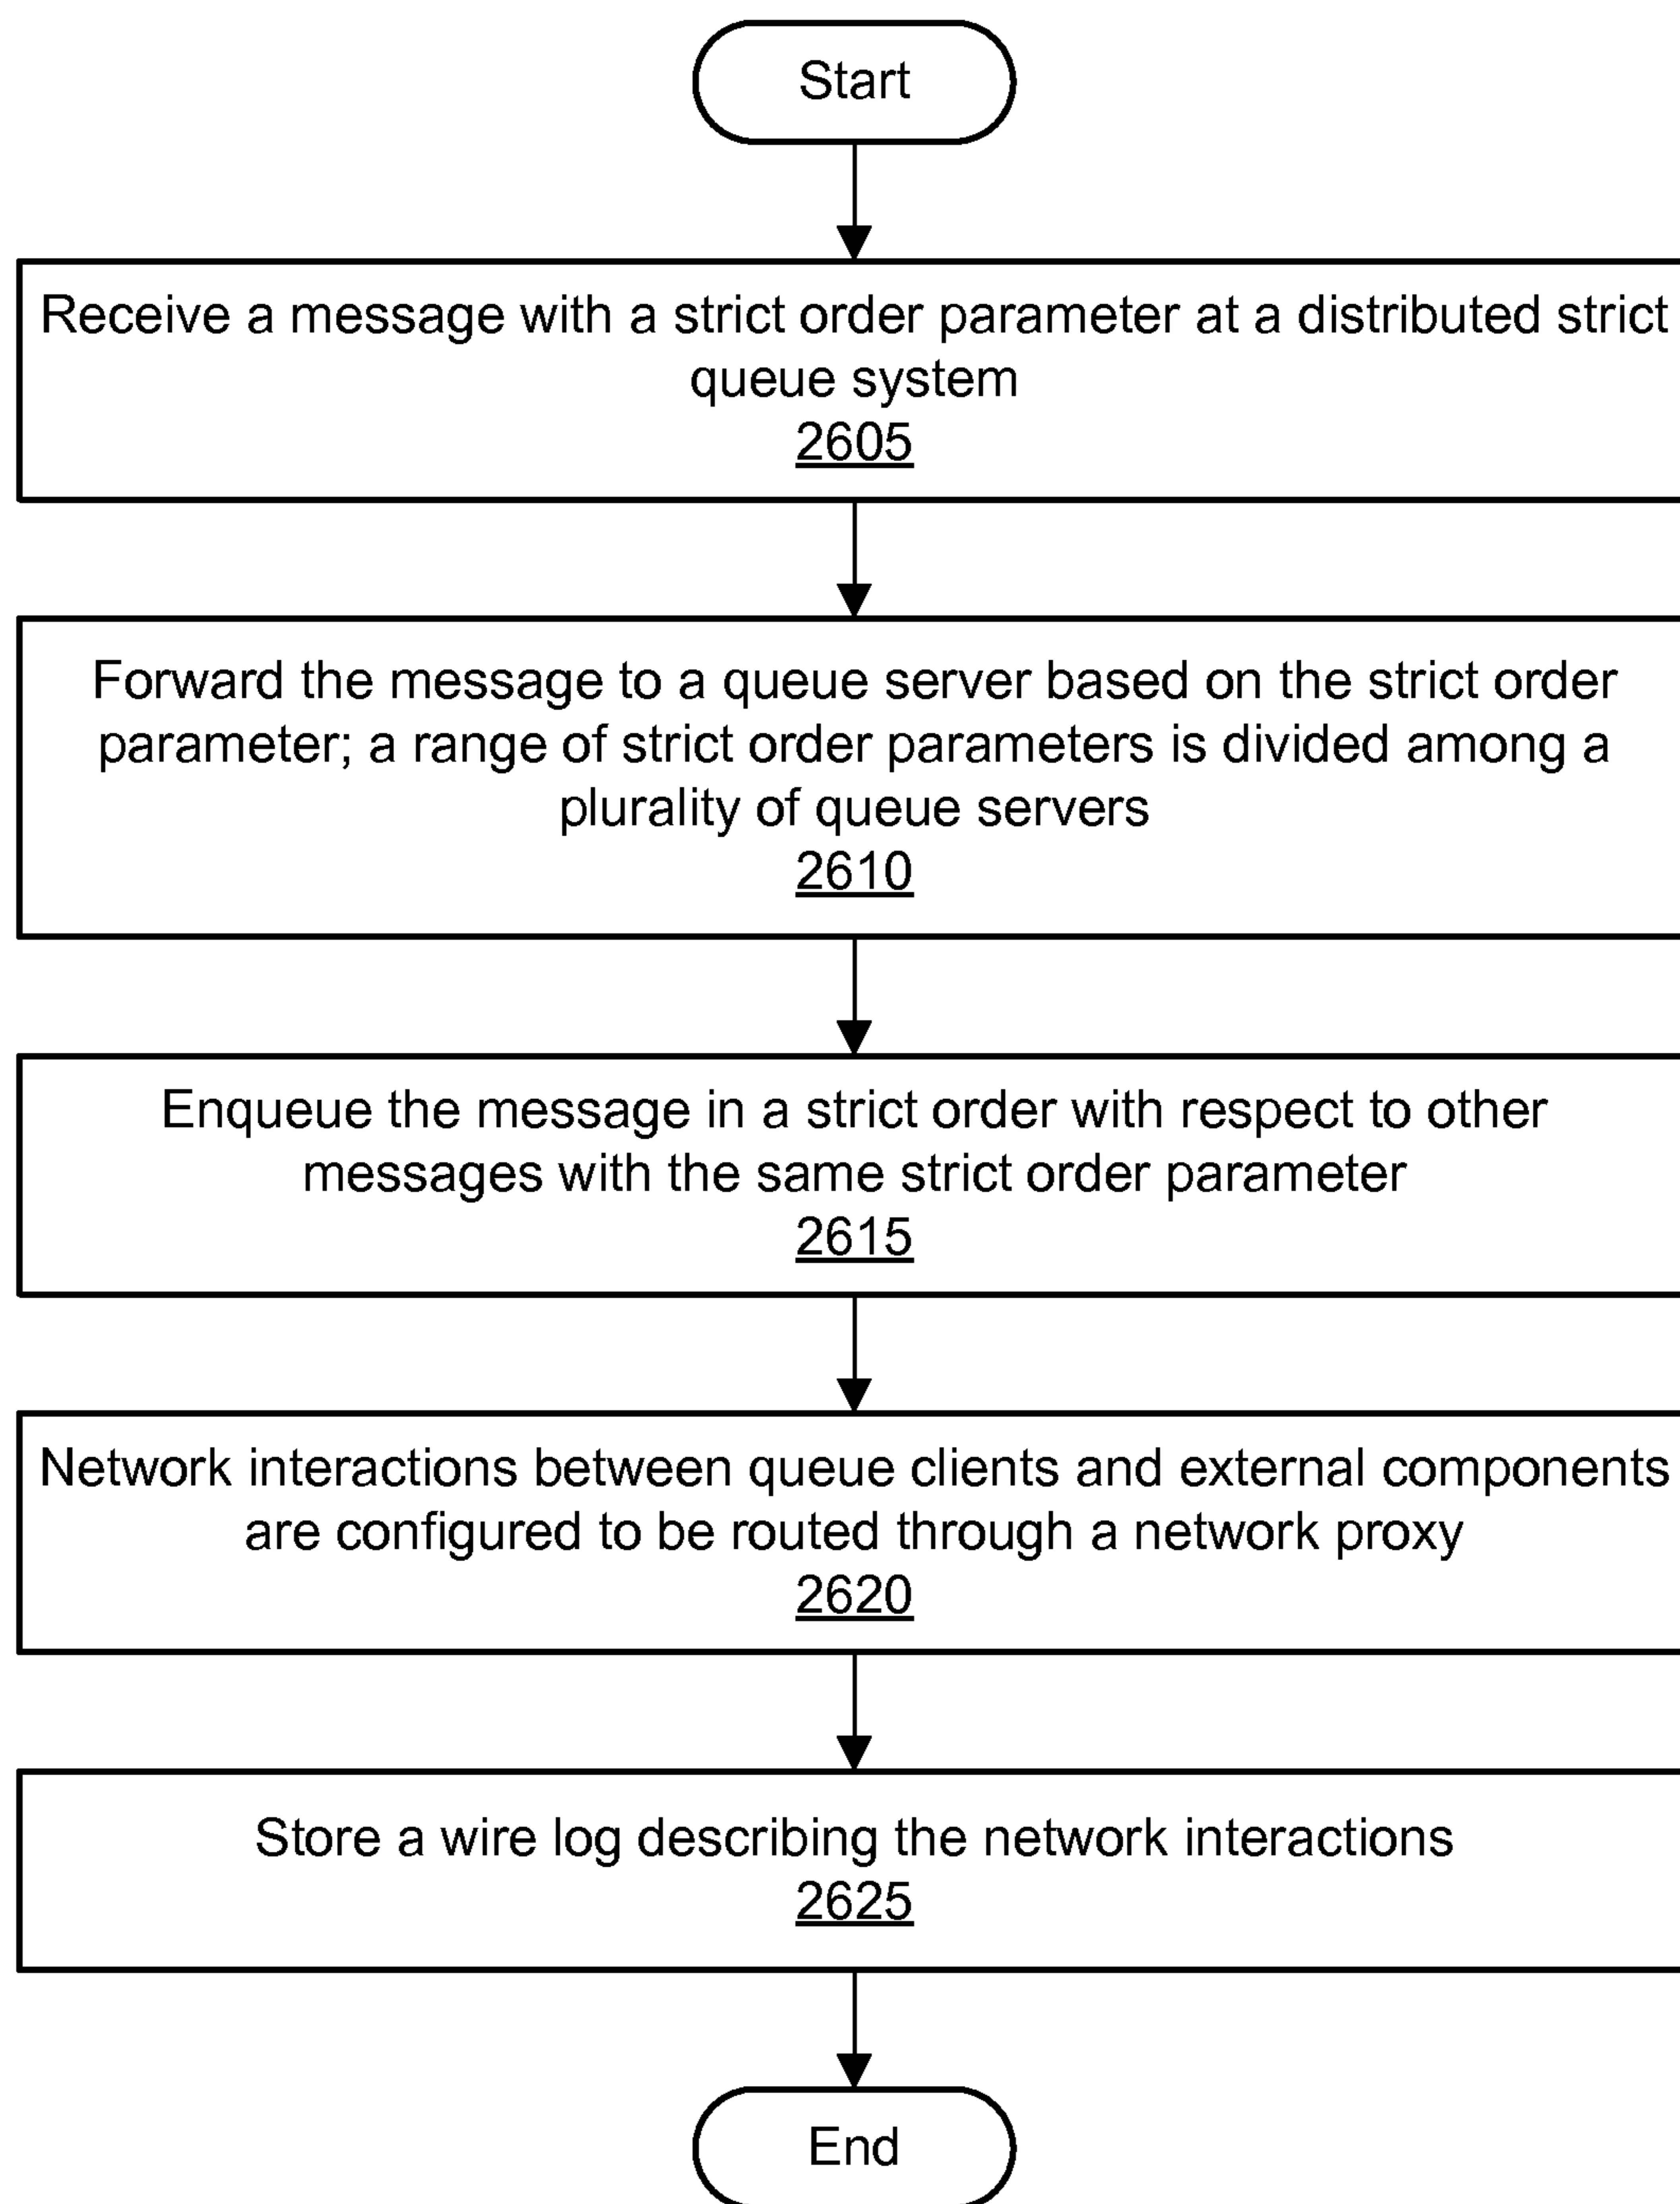 Start
Receive a message with a strict order parameter at a distributed strict
queue system
2605
Forward the message to a queue server based on the strict order
parameter; a range of strict order parameters is divided among a
plurality of queue servers
2610
Enqueue the message in a strict order with respect to other
messages with the same strict order parameter
2615
Network interactions between queue clients and external components
are configured to be routed through a network proxy
2620
Store a wire log describing the network interactions
2625
End